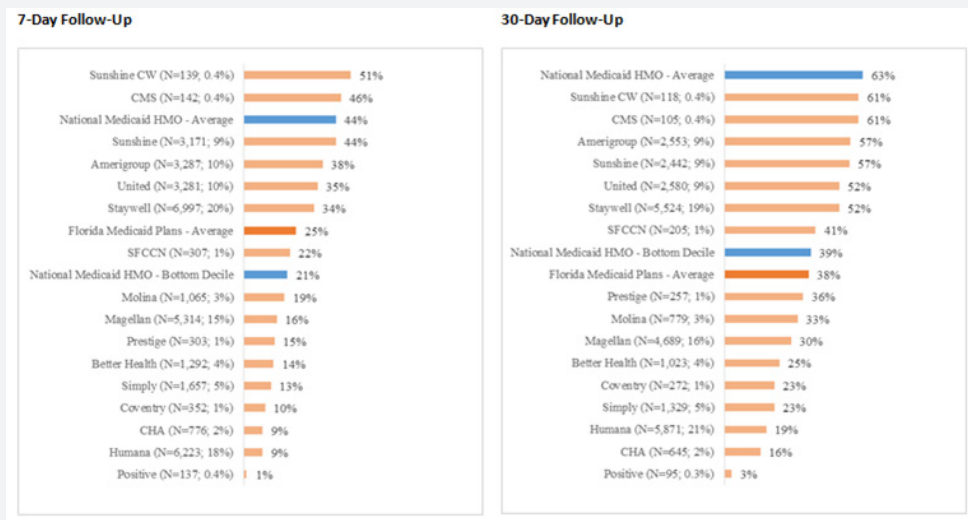 7-Day Follow-Up
Sunshine CW (N=139; 0.4%) 51%
CMS (N=142; 0.4%) 46%
National Medicaid HMO - Average 44%
Sunshine (N=3,171; 9%) 44%
Amerigroup (N=3,287; 10%) 38%
United (N=3,281; 10%) 35%
Staywell (N=6,997; 20%) 34%
Florida Medicaid Plans - Average 25%
SFCCN (N=307; 1%) 22%
National Medicaid HMO - Bottom Decile 21%
Molina (N=1,065; 3%) 19%
Magellan (N=5,314; 15%) 16%
Prestige (N=303; 1%) 15%
Better Health (N=1,292; 4%) 14%
Simply (N=1,657; 5%) 13%
Coventry (N=352; 1%) 10%
CHA (N=776; 2%) 9%
Humana (N=6,223; 18%) 9%
Positive (N=137; 0.4%) 1%
30-Day Follow-Up
National Medicaid HMO - Average 63%
Sunshine CW (N=118; 0.4%) 61%
CMS (N=105; 0.4%) 61%
Amerigroup (N=2,553; 9%) 57%
Sunshine (N=2,442; 9%) 57%
United (N=2,580; 9%) 52%
Staywell (N=5,524; 19%) 52%
SFCCN (N=205; 1%) 41%
National Medicaid HMO - Bottom Decile 39%
Florida Medicaid Plans - Average 38%
Prestige (N=257; 1%) 36%
Molina (N=779; 3%) 33%
Magellan (N=4,689; 16%) 30%
Better Health (N=1,023; 4%) 25%
Coventry (N=272; 1%) 23%
Simply (N=1,329; 5%) 23%
Humana (N=5,871; 21%) 19%
CHA (N=645; 2%) 16%
Positive (N=95; 0.3%) 3%